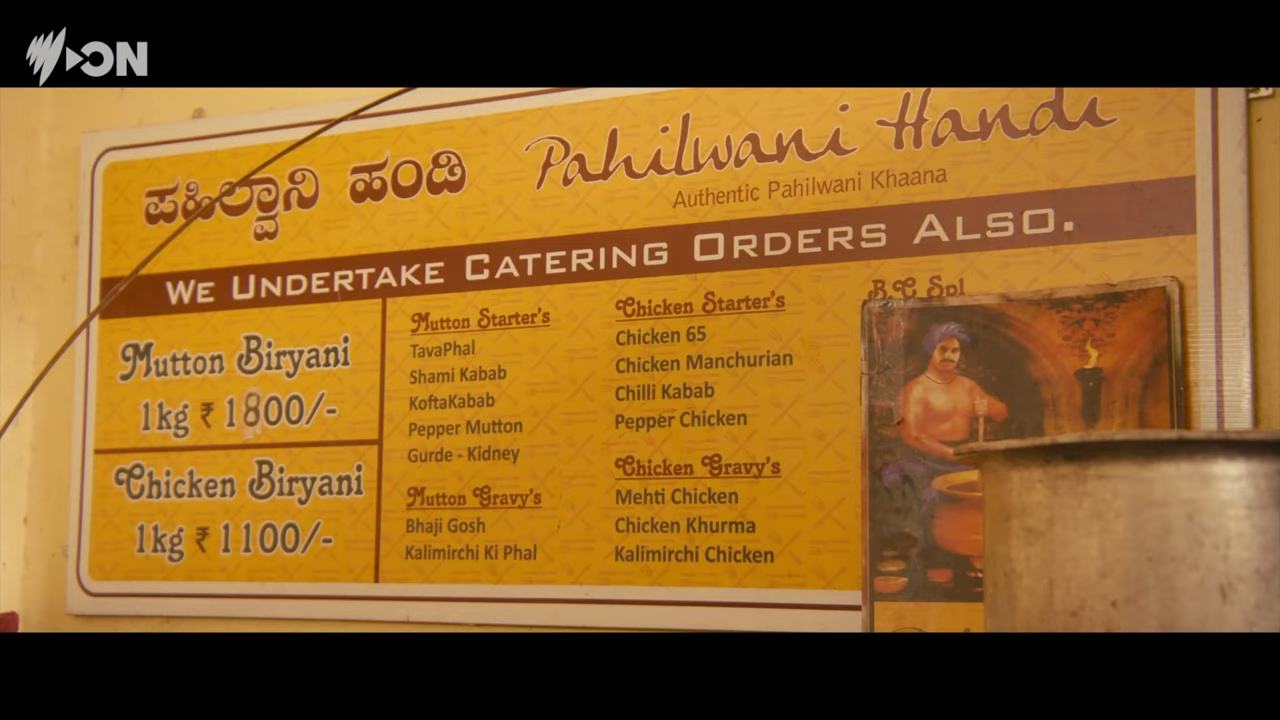 ON
ಪಹಿಲ್ವಾನಿ ಹಂಡಿ
Pahilwani Handi
Authentic Pahilwani Khaana
WE UNDERTAKE CATERING ORDERS ALSO.
Mutton Biryani
1kg ₹ 1800/-
Chicken Biryani
1kg ₹ 1100/-
Mutton Starter's
TavaPhal
Shami Kabab
KoftaKabab
Pepper Mutton
Gurde - Kidney
Mutton Gravy's
Bhaji Gosh
Kalimirchi Ki Phal
Chicken Starter's
Chicken 65
Chicken Manchurian
Chilli Kabab
Pepper Chicken
Chicken Gravy's
Mehti Chicken
Chicken Khurma
Kalimirchi Chicken
B.C Spl